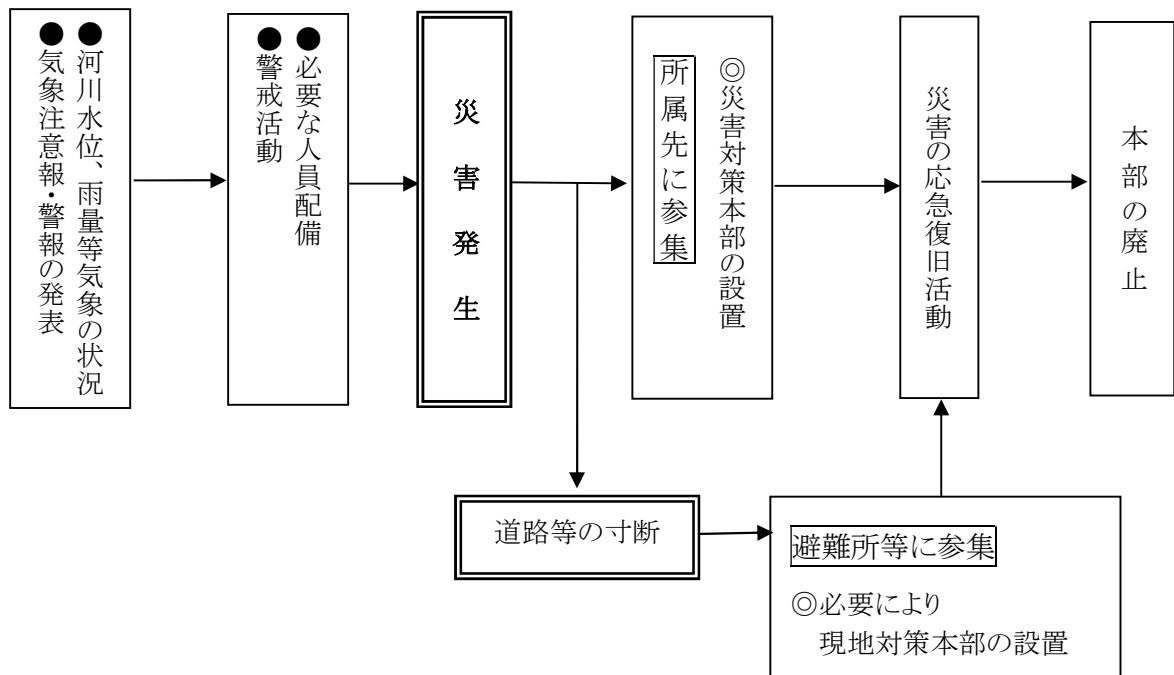 ●河川水位、雨量等気象の状況
●気象注意報・警報の発表
●必要な人員配備
●警戒活動
災害発生
◎災害対策本部の設置
所属先に参集
災害の応急復旧活動
本部の廃止
道路等の寸断
避難所等に参集
◎必要により
現地対策本部の設置